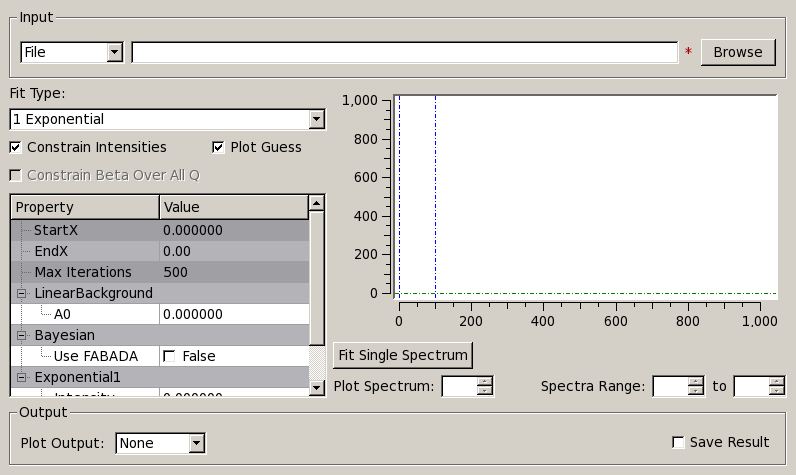 Input
File * Browse
Fit Type:
1 Exponential
Constrain Intensities Plot Guess
Constrain Beta Over All Q
Property Value
StartX 0.000000
EndX 0.00
Max Iterations 500
LinearBackground
A0 0.000000
Bayesian
Use FABADA False
Exponential1
Intensity 0.000000
1,000
800
600
400
200
0
0 200 400 600 800 1,000
Fit Single Spectrum
Plot Spectrum: Spectra Range: to
Output
Plot Output: None Save Result